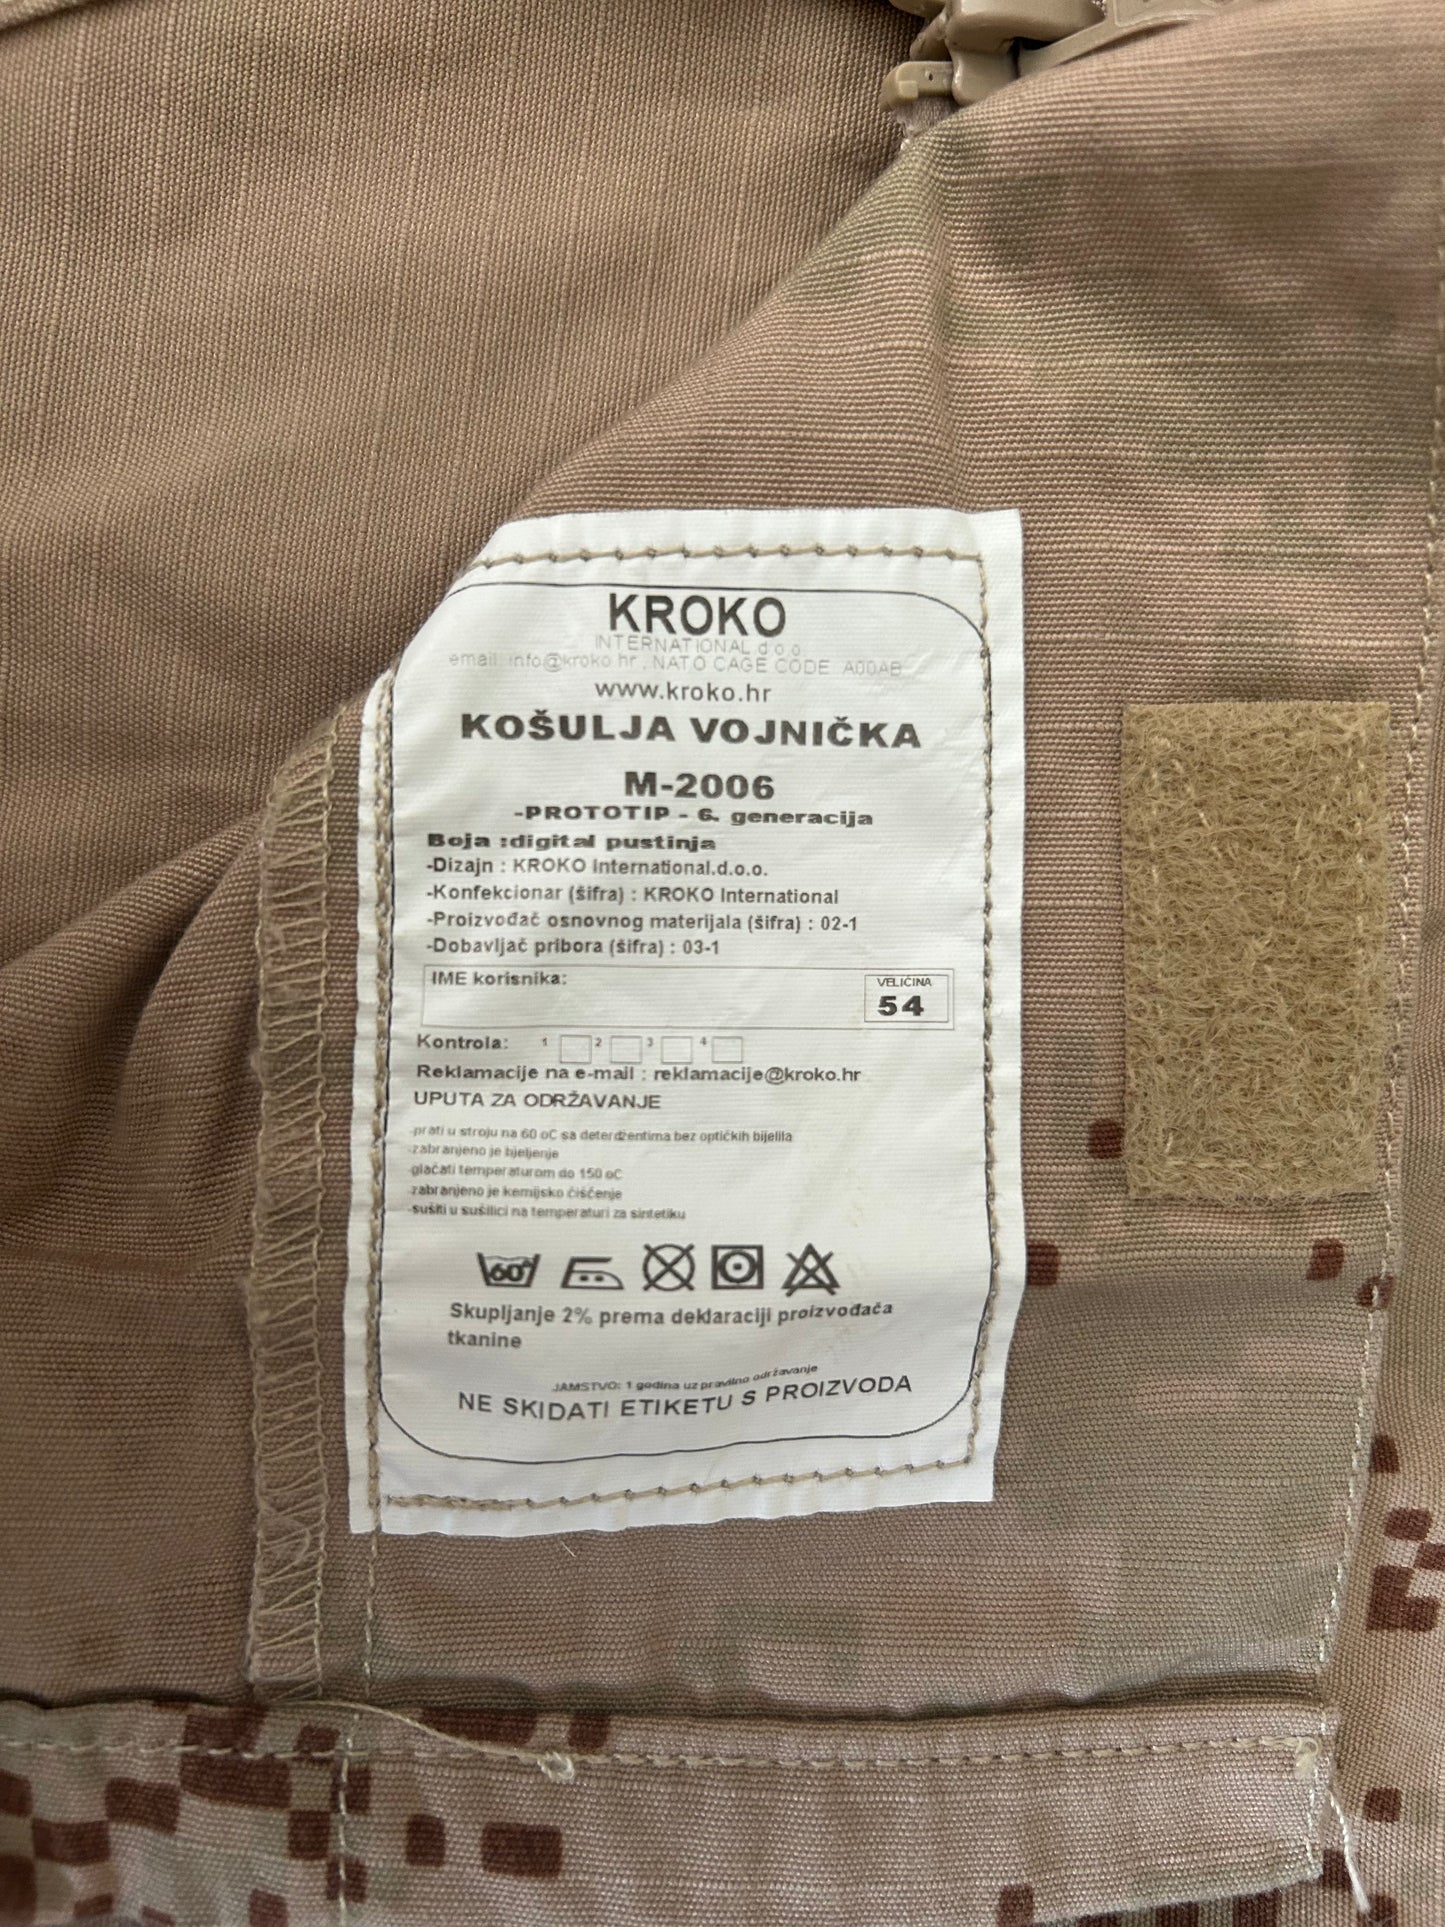 KROKO
INTERNATIONAL d.o.o.
email: info@kroko.hr , NATO CAGE CODE A00AB
www.kroko.hr
KOŠULJA VOJNIČKA
M-2006
-PROTOTIP - 6. generacija
Boja :digital pustinja
-Dizajn : KROKO International.d.o.o.
-Konfekcionar (šifra) : KROKO International
-Proizvođač osnovnog materijala (šifra) : 02-1
-Dobavljač pribora (šifra) : 03-1
IME korisnika:
VELIČINA
54
Kontrola: 1 2 3 4
Reklamacije na e-mail : reklamacije@kroko.hr
UPUTA ZA ODRŽAVANJE
-prati u stroju na 60 oC sa deterdžentima bez optičkih bijelila
-zabranjeno je bjeljenje
-glačati temperaturom do 150 oC
-zabranjeno je kemijsko čišćenje
-sušiti u sušilici na temperaturi za sintetiku
60°
Skupljanje 2% prema deklaraciji proizvođača
tkanine
JAMSTVO: 1 godina uz pravilno održavanje
NE SKIDATI ETIKETU S PROIZVODA